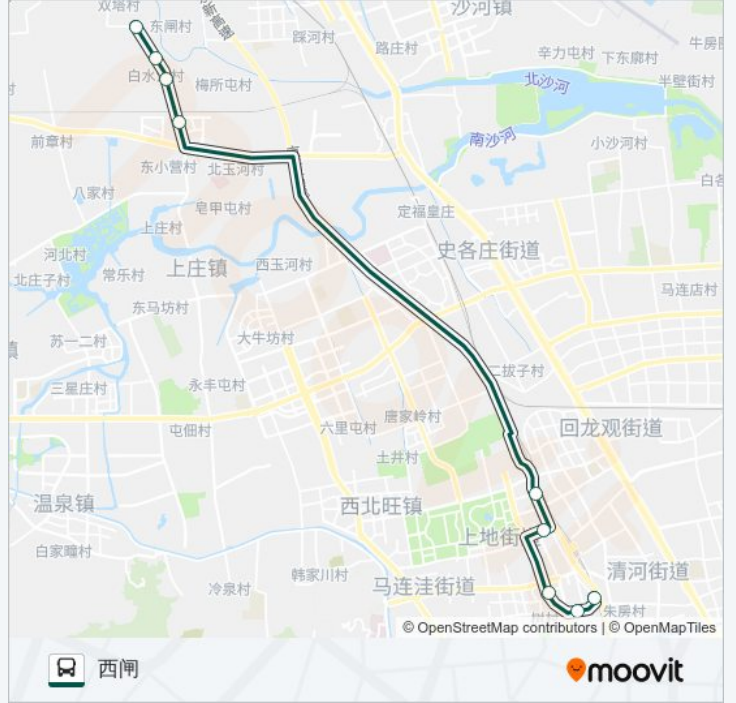 双塔村
沙河镇
东闸村
新高速
踩河村
路庄村
牛房
辛力屯村
下东廓村
白水
村
梅所屯村
北沙河
半壁街村
前章村
南沙河
小沙河村
东小营村
北玉河村
八家村
白各
皂甲屯村
定福皇庄
上庄村
史各庄街道
河北村
上庄镇
西玉河村
北庄子村
常乐村
马连店村
东马坊村
苏一二村
大牛坊村
镇
二拨子村
三星庄村
永丰屯村
唐家岭村
屯佃村
六里屯村
回龙观街道
土井村
温泉镇
西北旺镇
上地街
白家疃村
韩家川村
清河街道
冷泉村
马连洼街道
朱房村
© OpenStreetMap contributors | © OpenMapTiles
西闸
moovit